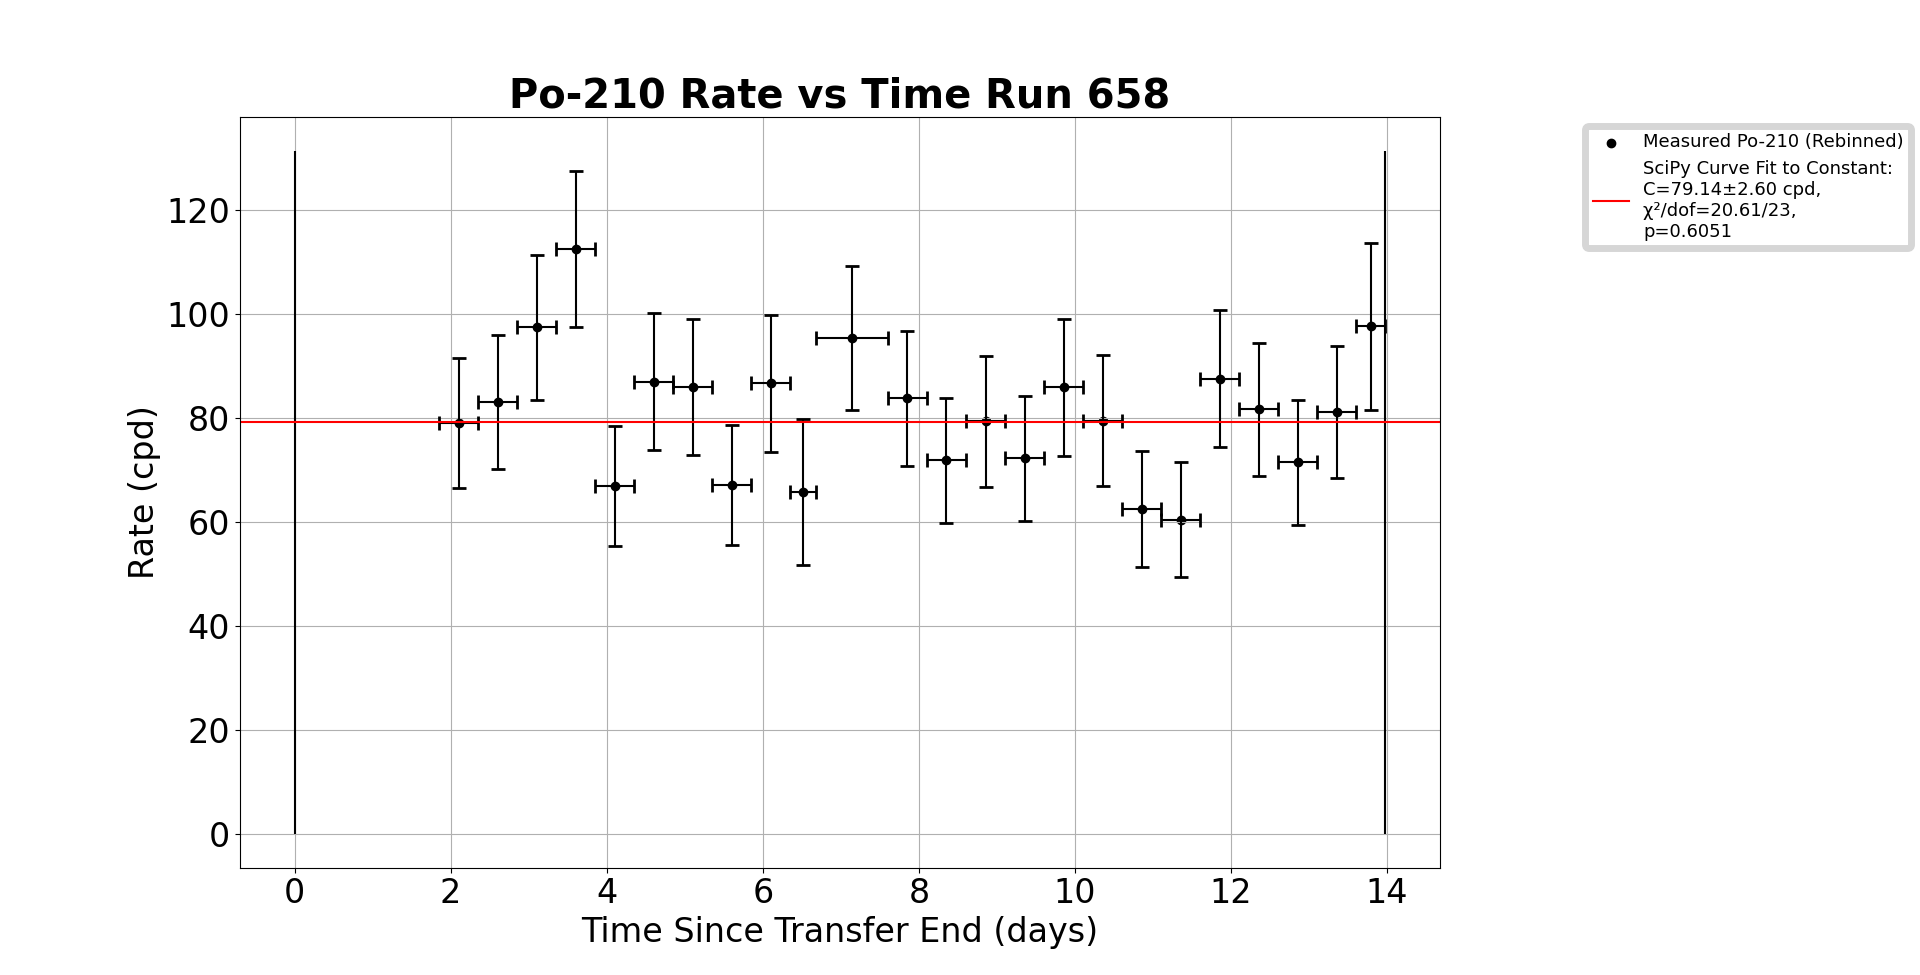 Po-210 Rate vs Time Run 658
Measured Po-210 (Rebinned)
SciPy Curve Fit to Constant:
C=79.14±2.60 cpd,
χ²/dof=20.61/23,
p=0.6051
Rate (cpd)
120
100
80
60
40
20
0
0 2 4 6 8 10 12 14
Time Since Transfer End (days)